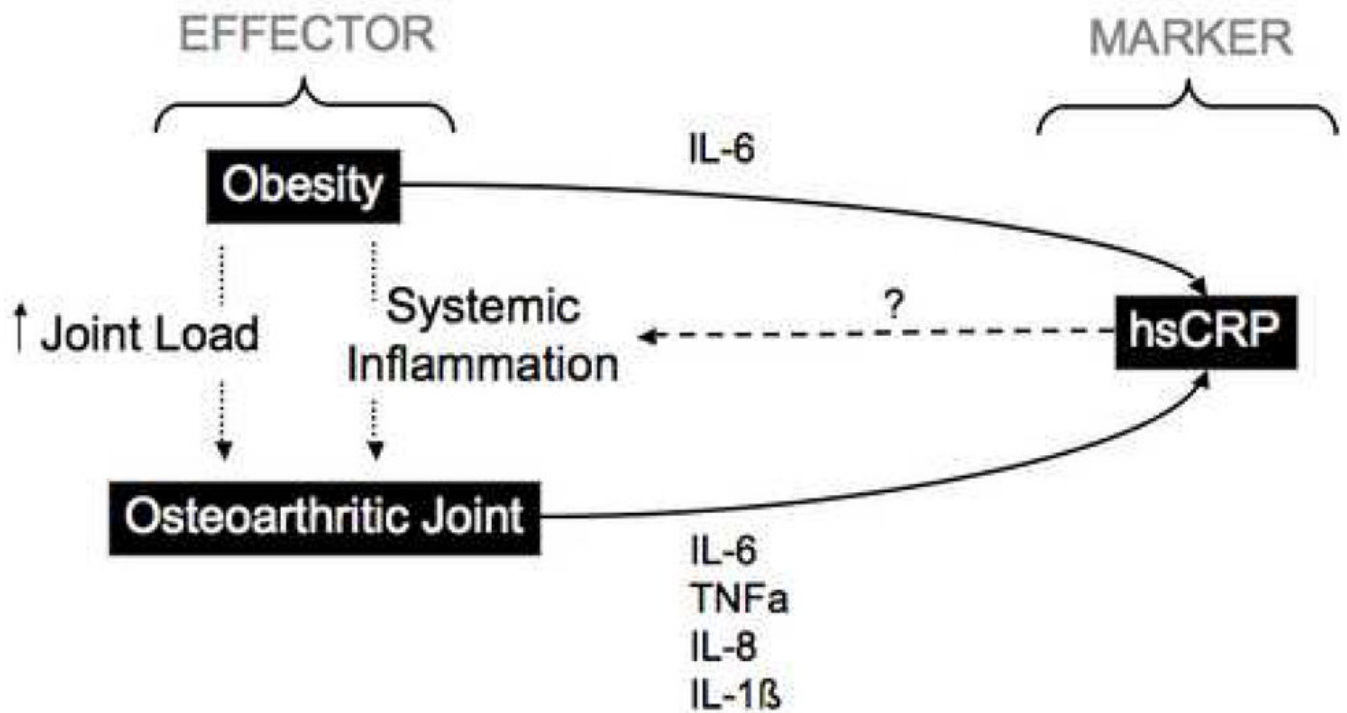 EFFECTOR
MARKER
IL-6
Obesity
?
Systemic
Inflammation
↑ Joint Load
hsCRP
Osteoarthritic Joint
IL-6
TNFa
IL-8
IL-1ß